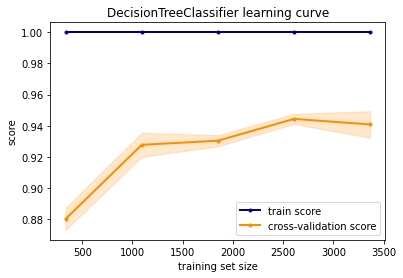 DecisionTreeClassifier learning curve
score
1.00
0.98
0.96
0.94
0.92
0.90
0.88
train score
cross-validation score
500 1000 1500 2000 2500 3000 3500
training set size